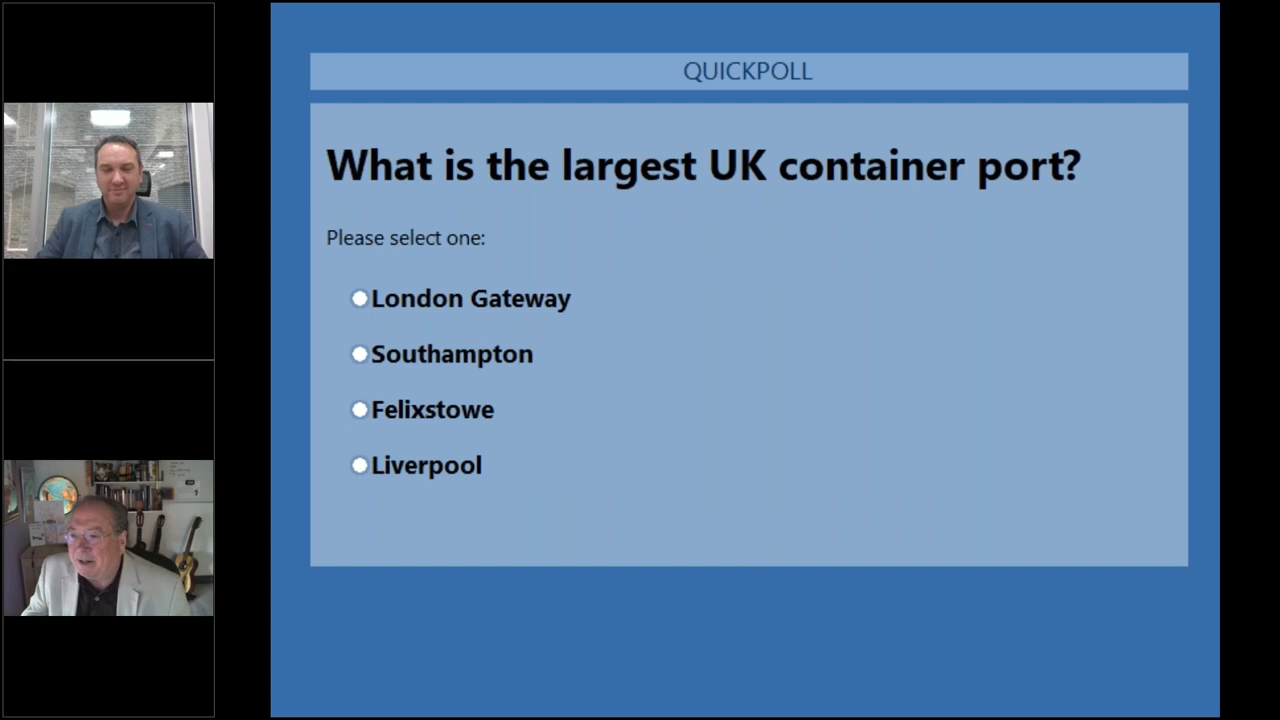 QUICKPOLL
What is the largest UK container port?
Please select one:
London Gateway
Southampton
Felixstowe
Liverpool